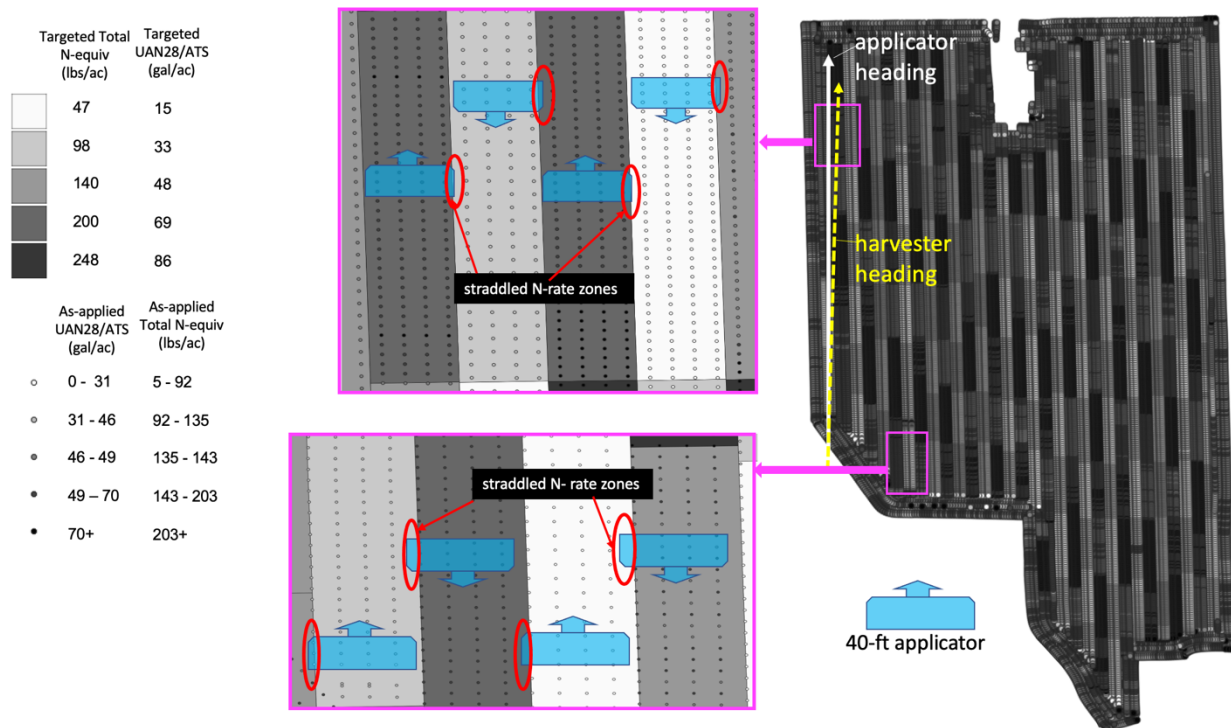 Targeted Total
N-equiv
(lbs/ac)
Targeted
UAN28/ATS
(gal/ac)
47 15
98 33
140 48
200 69
248 86
As-applied
UAN28/ATS
(gal/ac)
As-applied
Total N-equiv
(lbs/ac)
0 - 31 5 - 92
31 - 46 92 - 135
46 - 49 135 - 143
49 – 70 143 - 203
70+ 203+
straddled N-rate zones
straddled N- rate zones
applicator
heading
harvester
heading
40-ft applicator